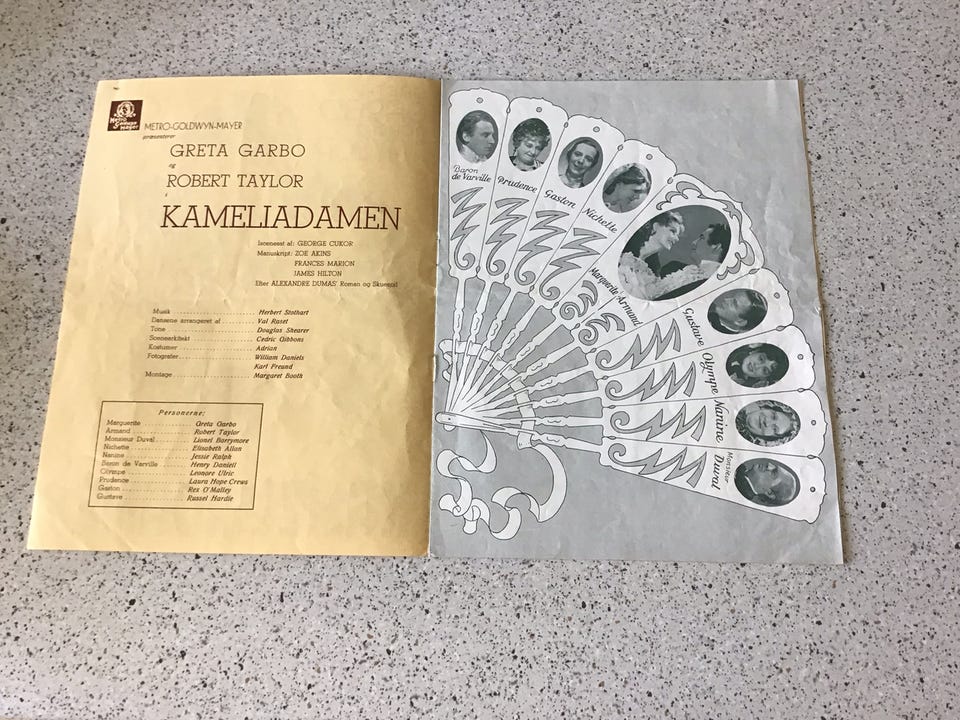 Metro
Goldwyn
Mayer
METRO-GOLDWYN-MAYER
præsenterer
GRETA GARBO
og
ROBERT TAYLOR
i
KAMELIADAMEN
Iscenesat af: GEORGE CUKOR
Manuskript: ZOE AKINS
FRANCES MARION
JAMES HILTON
Efter ALEXANDRE DUMAS' Roman og Skuespil
Musik Herbert Stothart
Dansene arrangeret af Val Raset
Tone Douglas Shearer
Scenearkitekt Cedric Gibbons
Kostumer Adrian
Fotografer William Daniels
Karl Freund
Montage Margaret Booth
Personerne:
Marguerite Greta Garbo
Armand Robert Taylor
Monsieur Duval Lionel Barrymore
Nichette Elisabeth Allan
Nanine Jessie Ralph
Baron de Varville Henry Daniell
Olympe Leonore Ulric
Prudence Laura Hope Crews
Gaston Rex O'Malley
Gustave Russel Hardie
Baron
de Varville
Prudence
Gaston
Nichette
Marguerite-Armand
Gustave
Olympe
Nanine
Monsieur
Duval